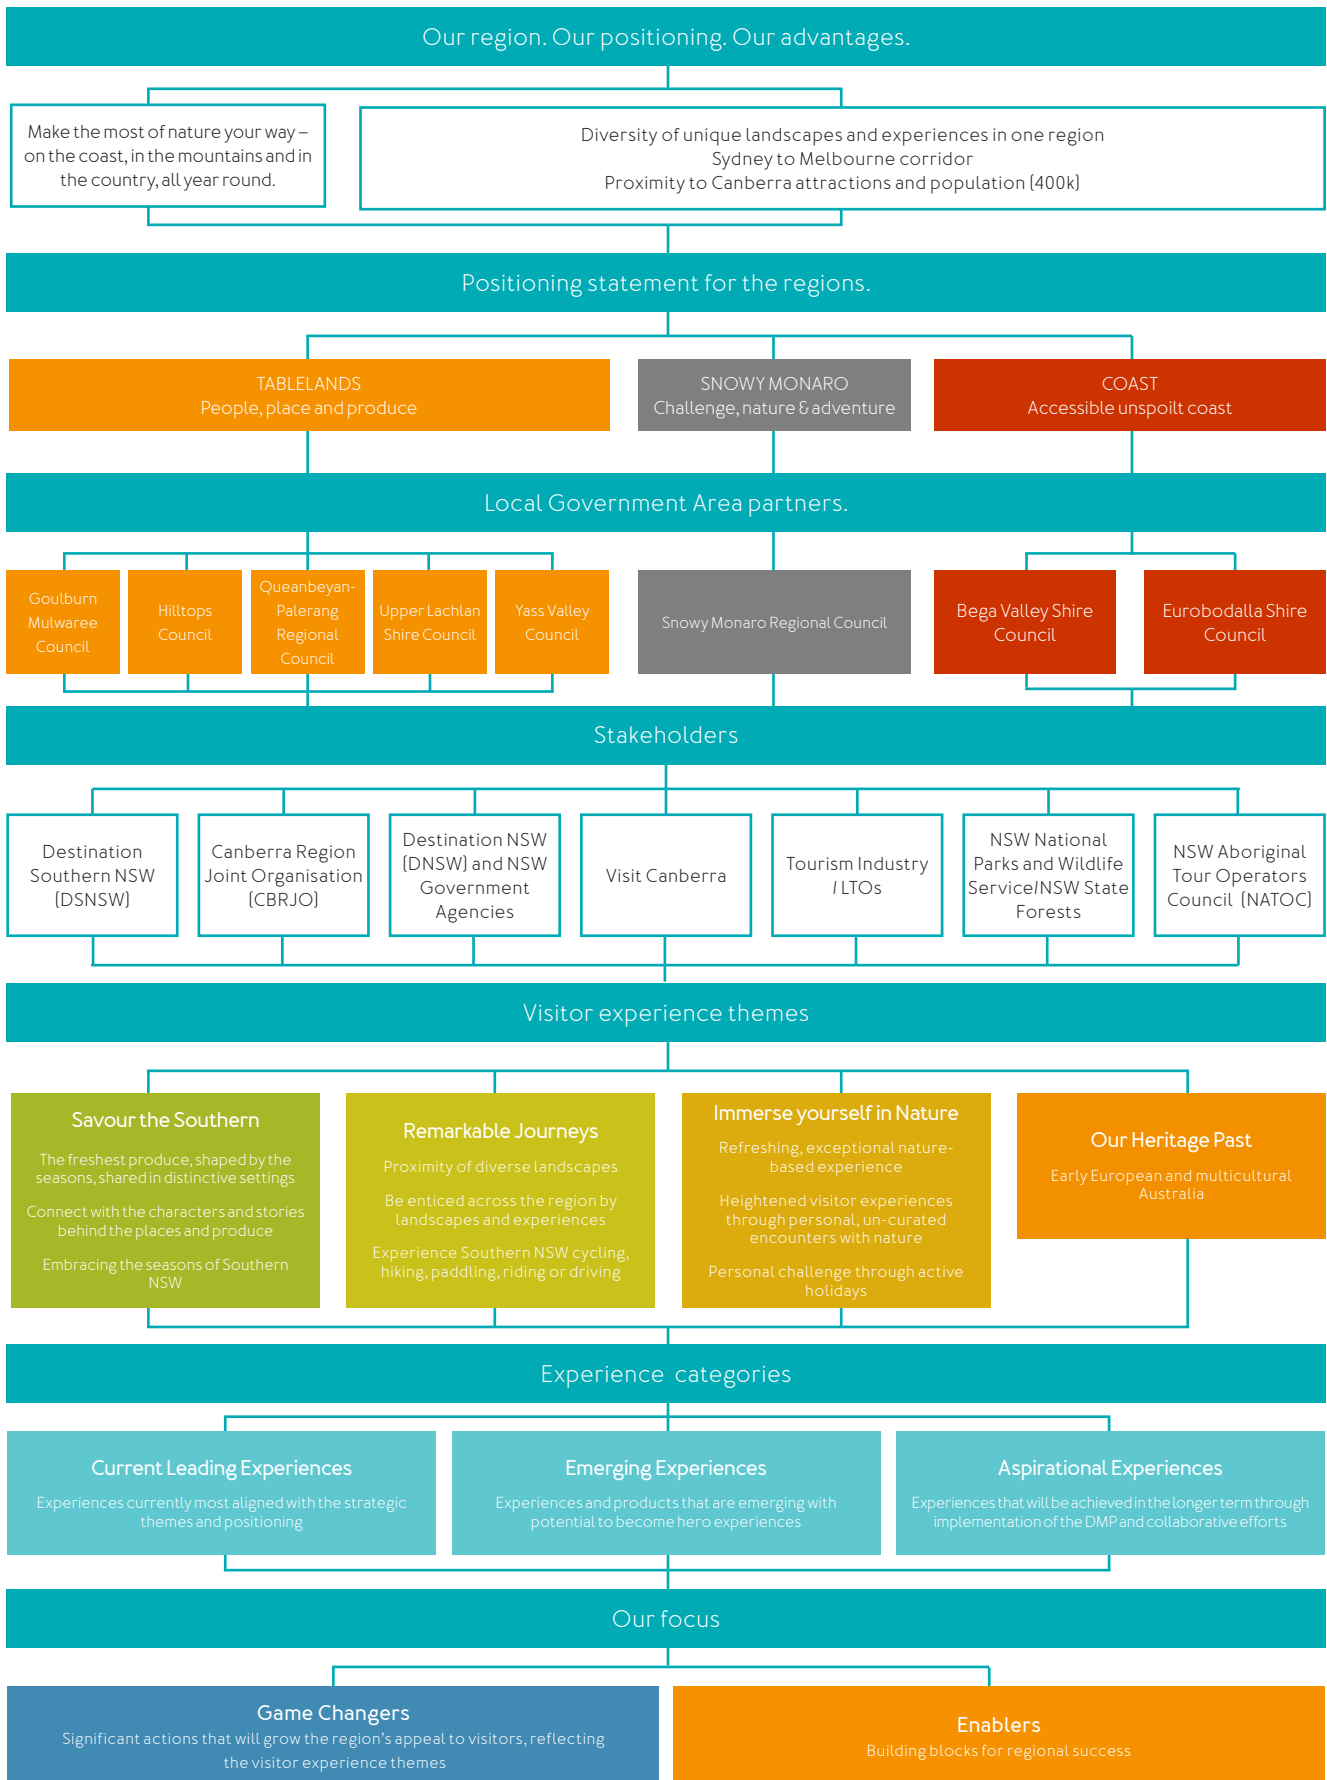 Our region. Our positioning. Our advantages.
Make the most of nature your way –
on the coast, in the mountains and in
the country, all year round.
Diversity of unique landscapes and experiences in one region
Sydney to Melbourne corridor
Proximity to Canberra attractions and population (400k)
Positioning statement for the regions.
TABLELANDS
People, place and produce
SNOWY MONARO
Challenge, nature & adventure
COAST
Accessible unspoilt coast
Local Government Area partners.
Goulburn
Mulwaree
Council
Hilltops
Council
Queanbeyan-
Palerang
Regional
Council
Upper Lachlan
Shire Council
Yass Valley
Council
Snowy Monaro Regional Council
Bega Valley Shire
Council
Eurobodalla Shire
Council
Stakeholders
Destination
Southern NSW
(DSNSW)
Canberra Region
Joint Organisation
(CBRJO)
Destination NSW
(DNSW) and NSW
Government
Agencies
Visit Canberra
Tourism Industry
/ LTOs
NSW National
Parks and Wildlife
Service/NSW State
Forests
NSW Aboriginal
Tour Operators
Council (NATOC)
Visitor experience themes
Savour the Southern
The freshest produce, shaped by the
seasons, shared in distinctive settings
Connect with the characters and stories
behind the places and produce
Embracing the seasons of Southern
NSW
Remarkable Journeys
Proximity of diverse landscapes
Be enticed across the region by
landscapes and experiences
Experience Southern NSW cycling,
hiking, paddling, riding or driving
Immerse yourself in Nature
Refreshing, exceptional nature-
based experience
Heightened visitor experiences
through personal, un-curated
encounters with nature
Personal challenge through active
holidays
Our Heritage Past
Early European and multicultural
Australia
Experience categories
Current Leading Experiences
Experiences currently most aligned with the strategic
themes and positioning
Emerging Experiences
Experiences and products that are emerging with
potential to become hero experiences
Aspirational Experiences
Experiences that will be achieved in the longer term through
implementation of the DMP and collaborative efforts
Our focus
Game Changers
Significant actions that will grow the region's appeal to visitors, reflecting
the visitor experience themes
Enablers
Building blocks for regional success